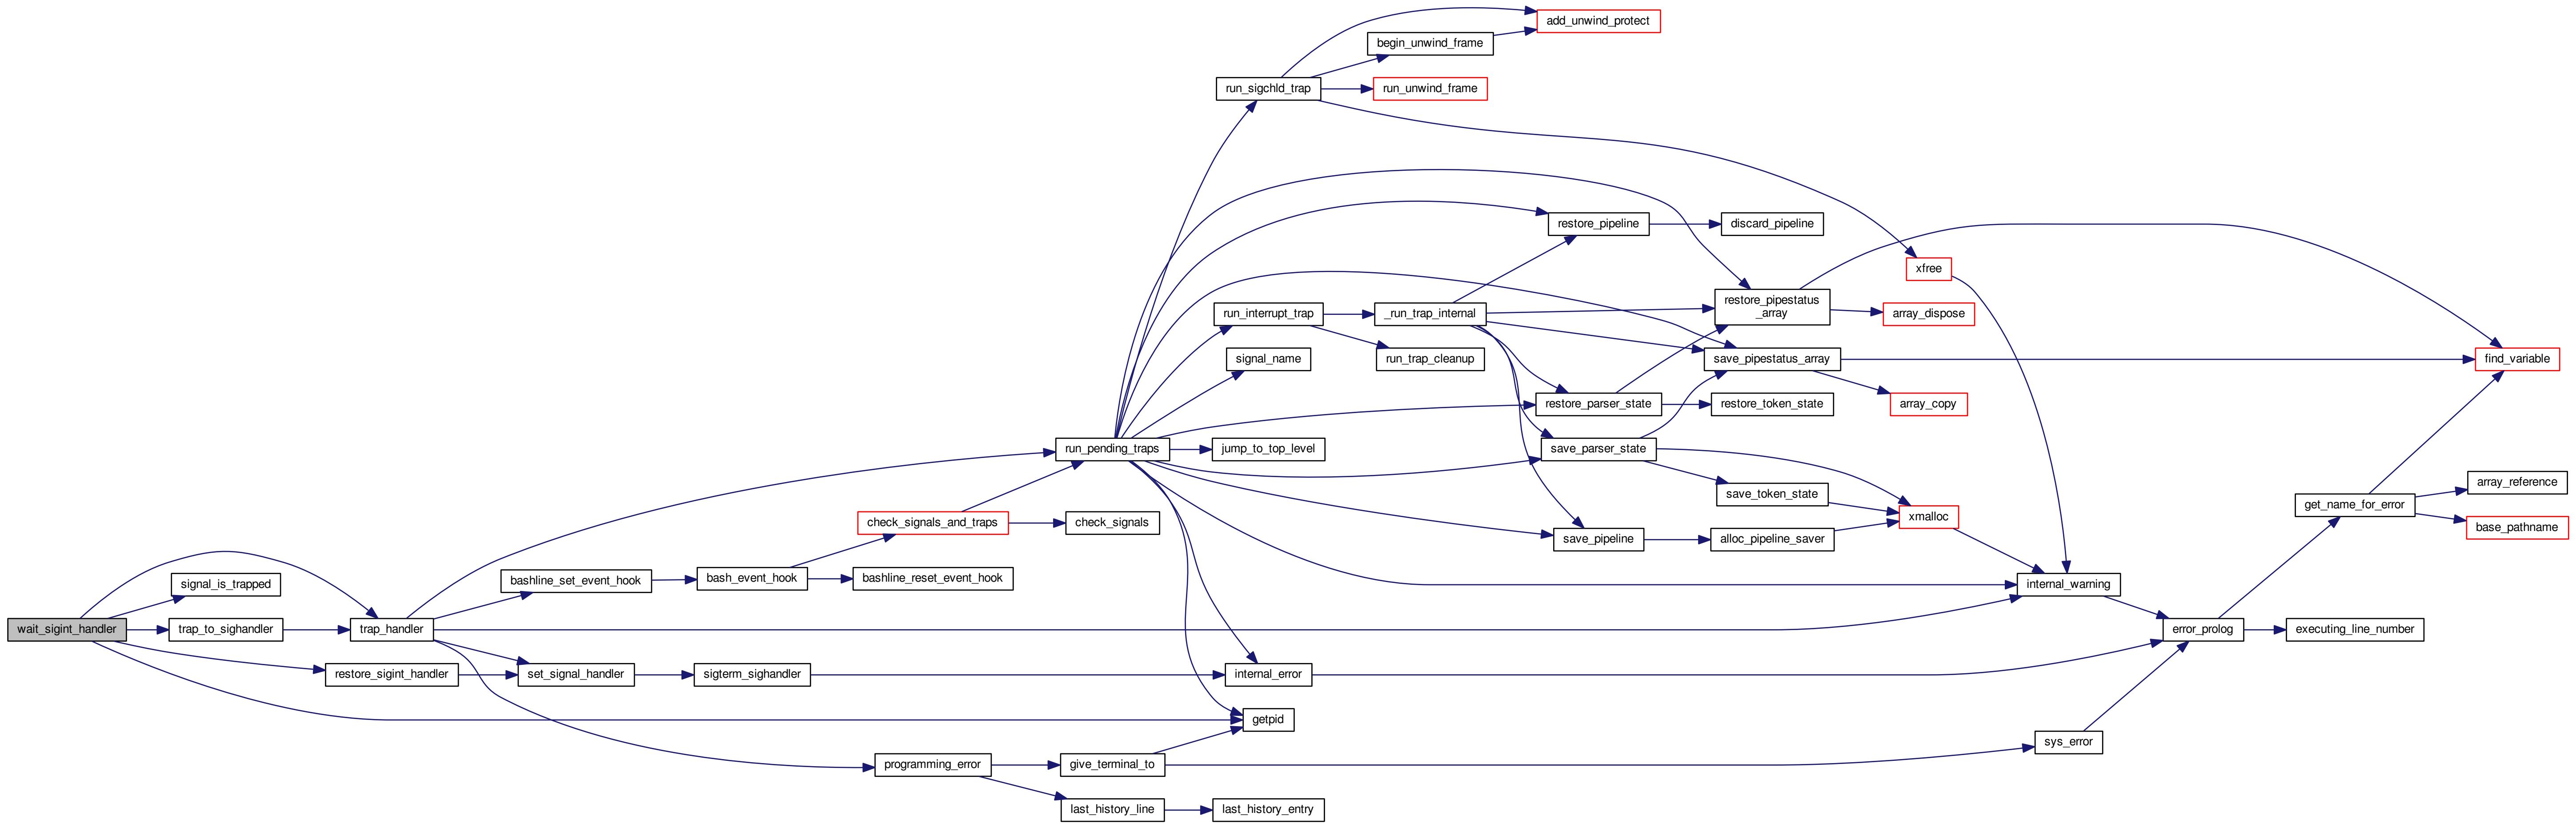 add_unwind_protect
begin_unwind_frame
run_sigchld_trap
run_unwind_frame
restore_pipeline
discard_pipeline
xfree
restore_pipestatus
_array
run_interrupt_trap
_run_trap_internal
array_dispose
signal_name
run_trap_cleanup
save_pipestatus_array
find_variable
restore_parser_state
restore_token_state
array_copy
run_pending_traps
jump_to_top_level
save_parser_state
array_reference
save_token_state
get_name_for_error
check_signals_and_traps
check_signals
xmalloc
base_pathname
save_pipeline
alloc_pipeline_saver
signal_is_trapped
bashline_set_event_hook
bash_event_hook
bashline_reset_event_hook
internal_warning
wait_sigint_handler
trap_to_sighandler
trap_handler
error_prolog
executing_line_number
restore_sigint_handler
set_signal_handler
sigterm_sighandler
internal_error
getpid
sys_error
programming_error
give_terminal_to
last_history_line
last_history_entry